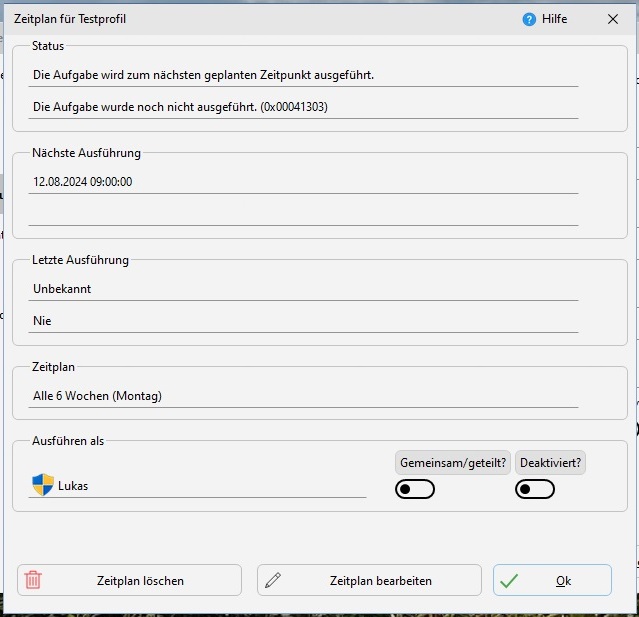 Zeitplan für Testprofil
Hilfe
Status
Die Aufgabe wird zum nächsten geplanten Zeitpunkt ausgeführt.
Die Aufgabe wurde noch nicht ausgeführt. (0x00041303)
Nächste Ausführung
12.08.2024 09:00:00
Letzte Ausführung
Unbekannt
Nie
Zeitplan
Alle 6 Wochen (Montag)
Ausführen als
Gemeinsam/geteilt? Deaktiviert?
Lukas
Zeitplan löschen
Zeitplan bearbeiten
Ok